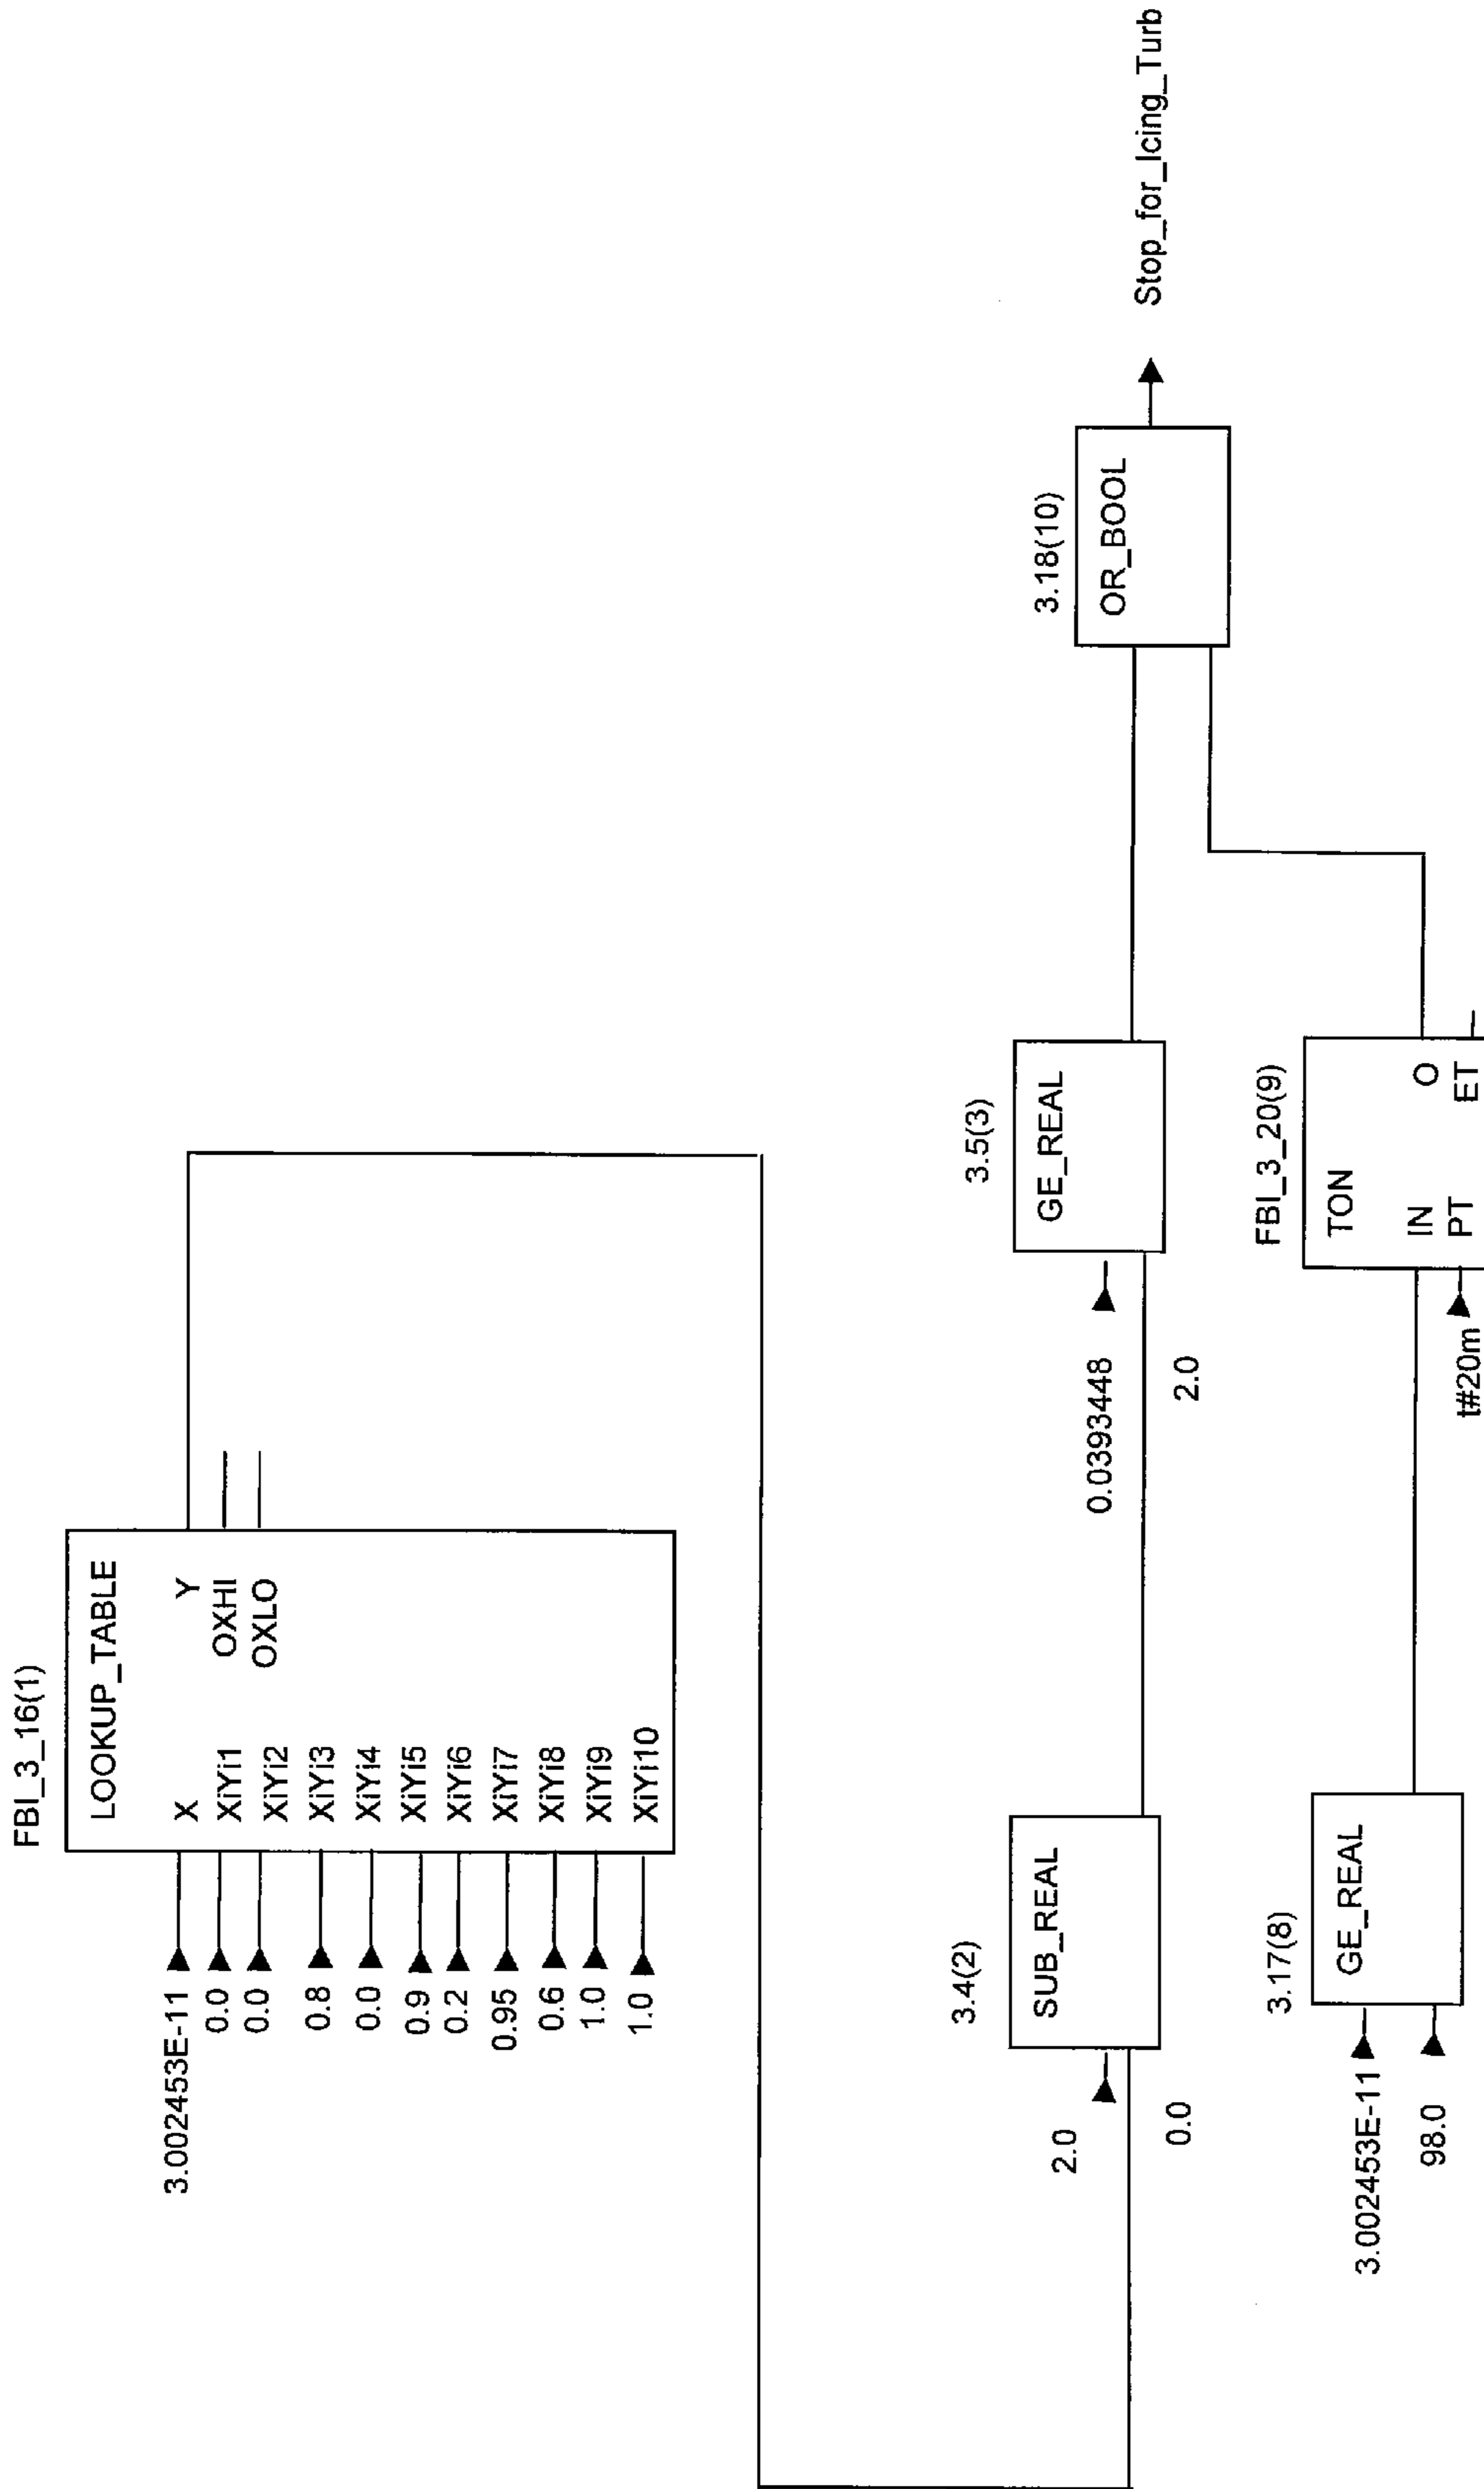 FBI_3_16(1)
LOOKUP_TABLE
3.002453E-11 X Y
0.0 XiYi1 OXHI
0.0 XiYi2 OXLO
0.8 XiYi3
0.0 XiYi4
0.9 XiYi5
0.2 XiYi6
0.95 XiYi7
0.6 XiYi8
1.0 XiYi9
1.0 XiYi10
3.4(2)
SUB_REAL
2.0
0.0
3.5(3)
GE_REAL
0.0393448
2.0
3.18(10)
OR_BOOL
Stop_for_Icing_Turb
3.17(8)
GE_REAL
3.002453E-11
98.0
FBI_3_20(9)
TON
IN O
t#20m PT ET